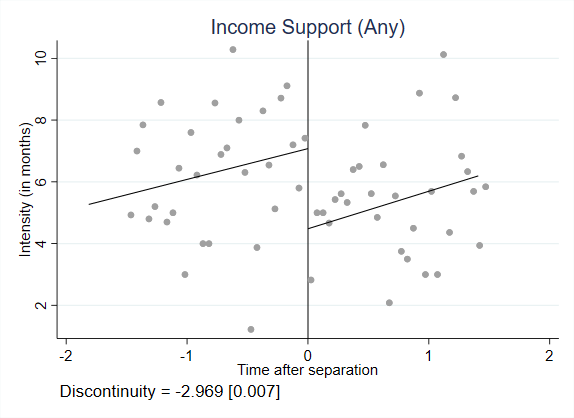 Income Support (Any)
Intensity (in months)
10
8
6
4
2
-2
-1
0
1
2
Time after separation
Discontinuity = -2.969 [0.007]